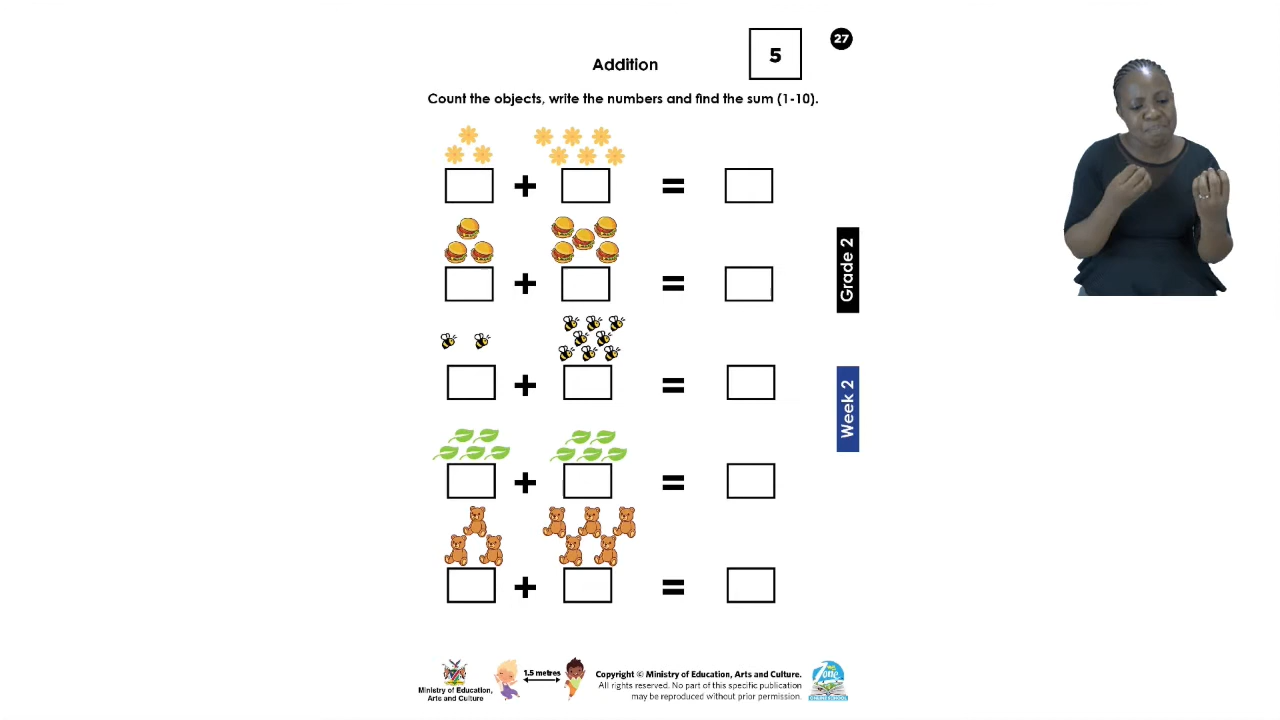 27
5
Addition
Count the objects, write the numbers and find the sum (1-10).
+ =
+ =
Grade 2
+ =
Week 2
+ =
+ =
Ministry of Education,
Arts and Culture
1.5 metres
Copyright © Ministry of Education, Arts and Culture.
All rights reserved. No part of this specific publication
may be reproduced without prior permission.
Zone